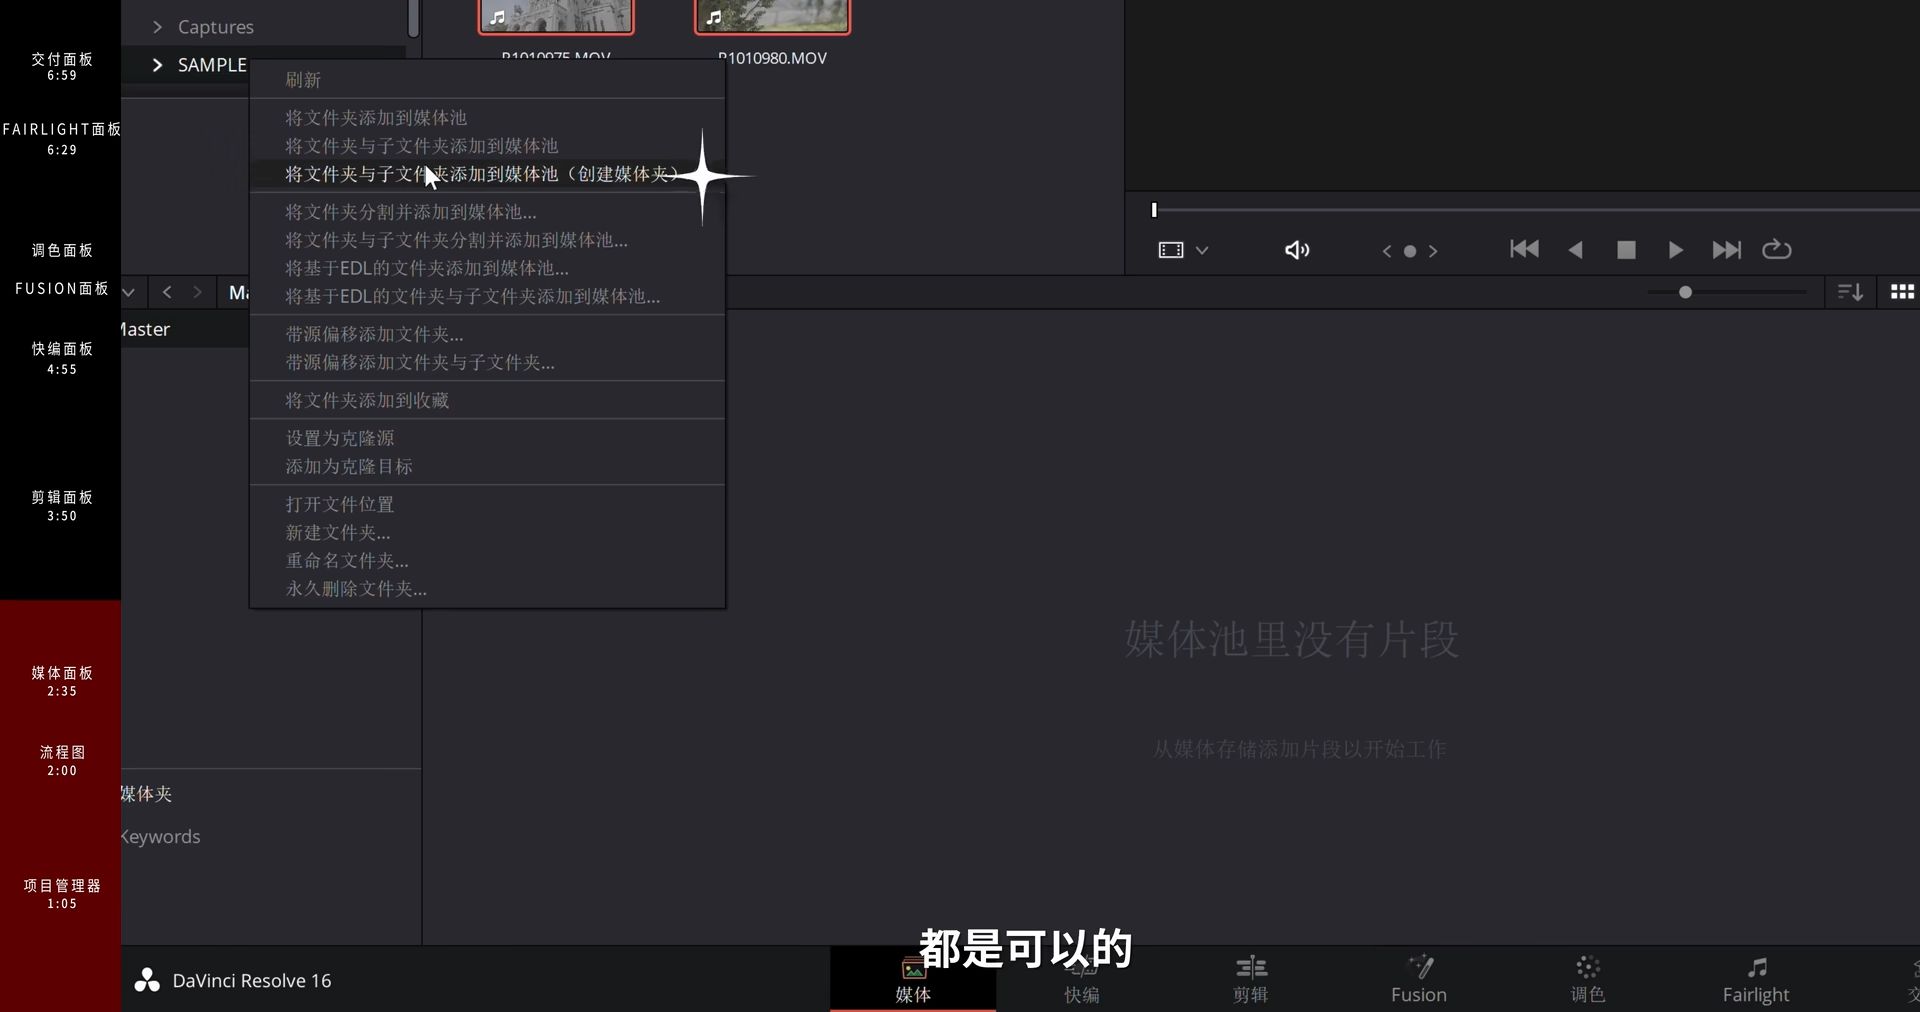 交付面板
6:59
FAIRLIGHT面板
6:29
调色面板
FUSION面板
快编面板
4:55
剪辑面板
3:50
媒体面板
2:35
流程图
2:00
项目管理器
1:05
Captures
SAMPLE
R1010975.MOV
R1010980.MOV
刷新
将文件夹添加到媒体池
将文件夹与子文件夹添加到媒体池
将文件夹与子文件夹添加到媒体池（创建媒体夹）
将文件夹分割并添加到媒体池...
将文件夹与子文件夹分割并添加到媒体池...
将基于EDL的文件夹添加到媒体池...
将基于EDL的文件夹与子文件夹添加到媒体池...
带源偏移添加文件夹...
带源偏移添加文件夹与子文件夹...
将文件夹添加到收藏
设置为克隆源
添加为克隆目标
打开文件位置
新建文件夹...
重命名文件夹...
永久删除文件夹...
Ma
Master
媒体池里没有片段
从媒体存储添加片段以开始工作
媒体夹
Keywords
都是可以的
DaVinci Resolve 16
媒体
快编
剪辑
Fusion
调色
Fairlight
交